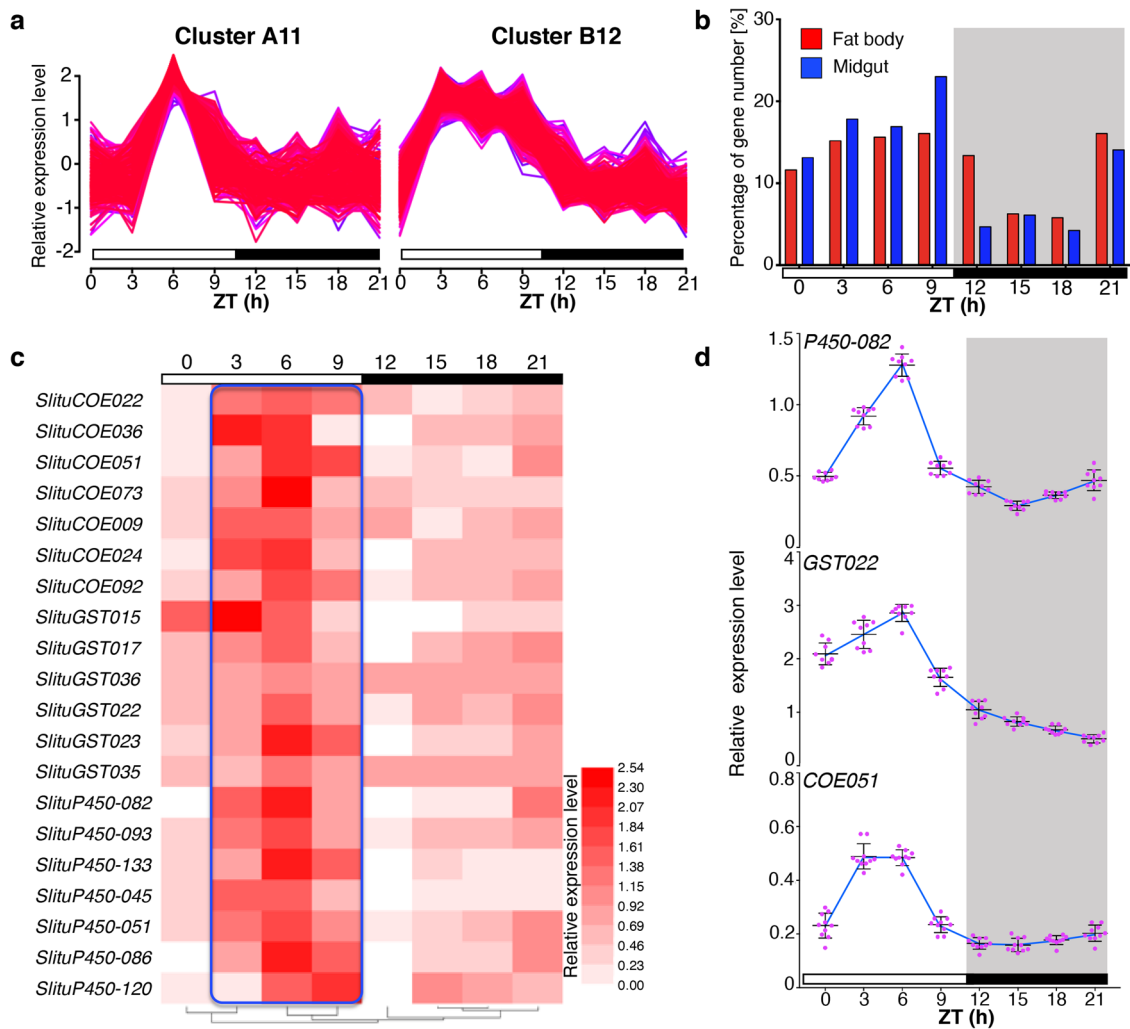 a
Cluster A11
Cluster B12
Relative expression level
2
1
0
-1
-2
0 3 6 9 12 15 18 21
0 3 6 9 12 15 18 21
ZT (h)
ZT (h)
b
Percentage of gene number [%]
30
20
10
0
Fat body
Midgut
0 3 6 9 12 15 18 21
ZT (h)
c
0 3 6 9 12 15 18 21
SlituCOE022
SlituCOE036
SlituCOE051
SlituCOE073
SlituCOE009
SlituCOE024
SlituCOE092
SlituGST015
SlituGST017
SlituGST036
SlituGST022
SlituGST023
SlituGST035
SlituP450-082
SlituP450-093
SlituP450-133
SlituP450-045
SlituP450-051
SlituP450-086
SlituP450-120
Relative expression level
2.54
2.30
2.07
1.84
1.61
1.38
1.15
0.92
0.69
0.46
0.23
0.00
d
Relative expression level
P450-082
1.5
1.0
0.5
0
GST022
4
3
2
1
0
COE051
0.8
0.6
0.4
0.2
0
0 3 6 9 12 15 18 21
ZT (h)